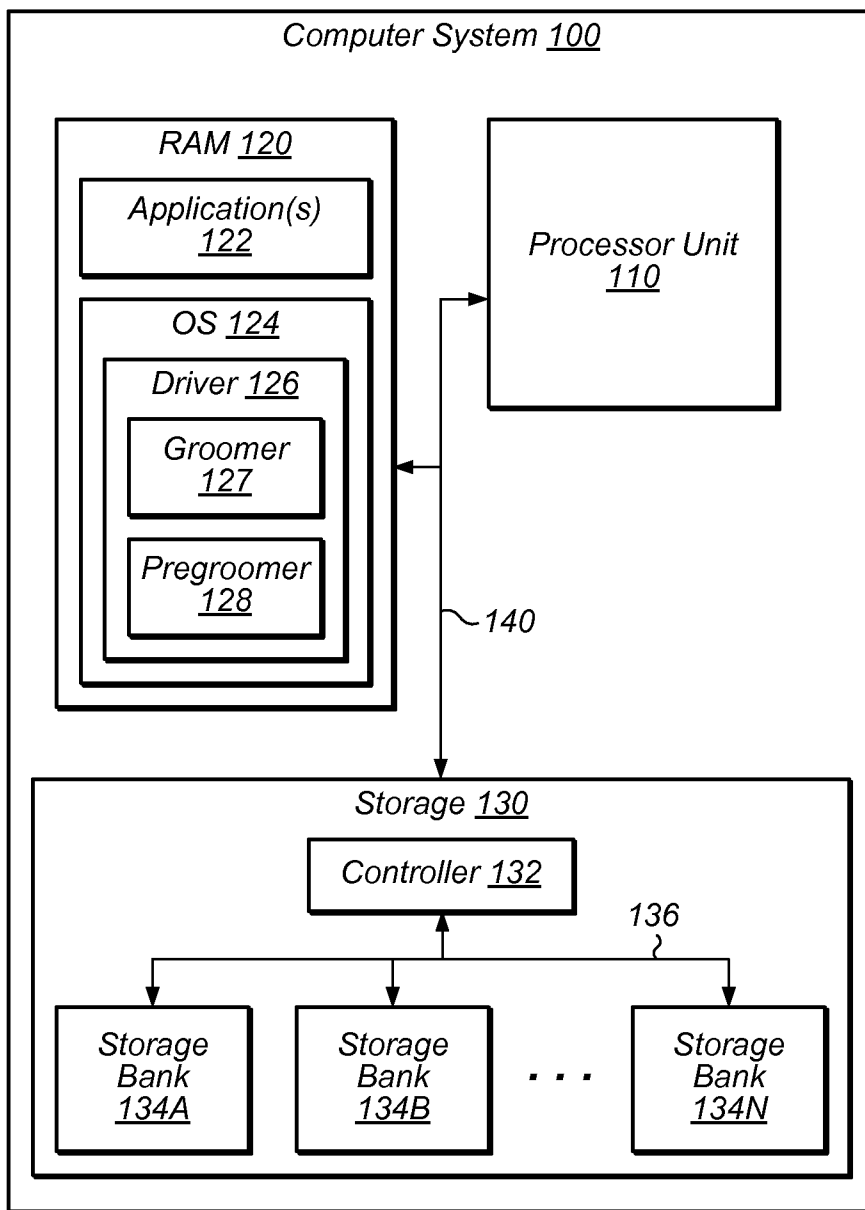 Computer System 100
RAM 120
Application(s)
122
OS 124
Driver 126
Groomer
127
Pregroomer
128
Processor Unit
110
140
Storage 130
Controller 132
136
Storage
Bank
134A
Storage
Bank
134B
. . .
Storage
Bank
134N